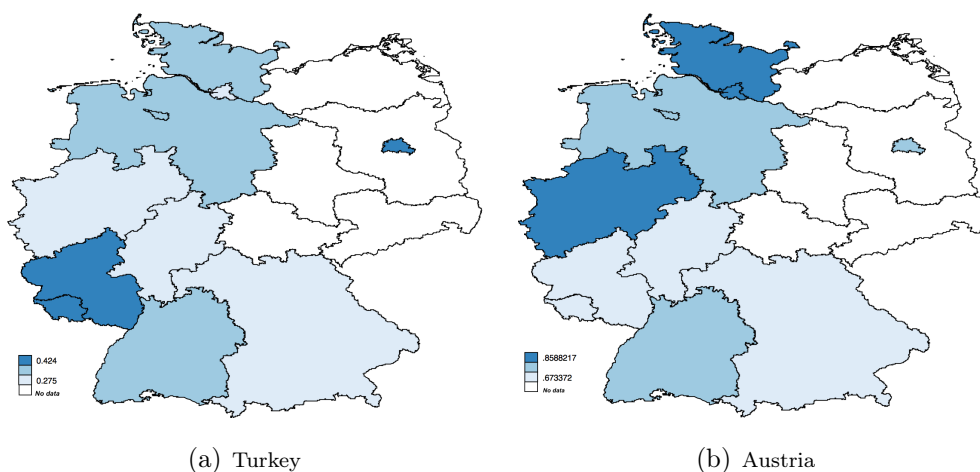 0.424
0.275
No data
.8588217
.673372
No data
(a) Turkey
(b) Austria